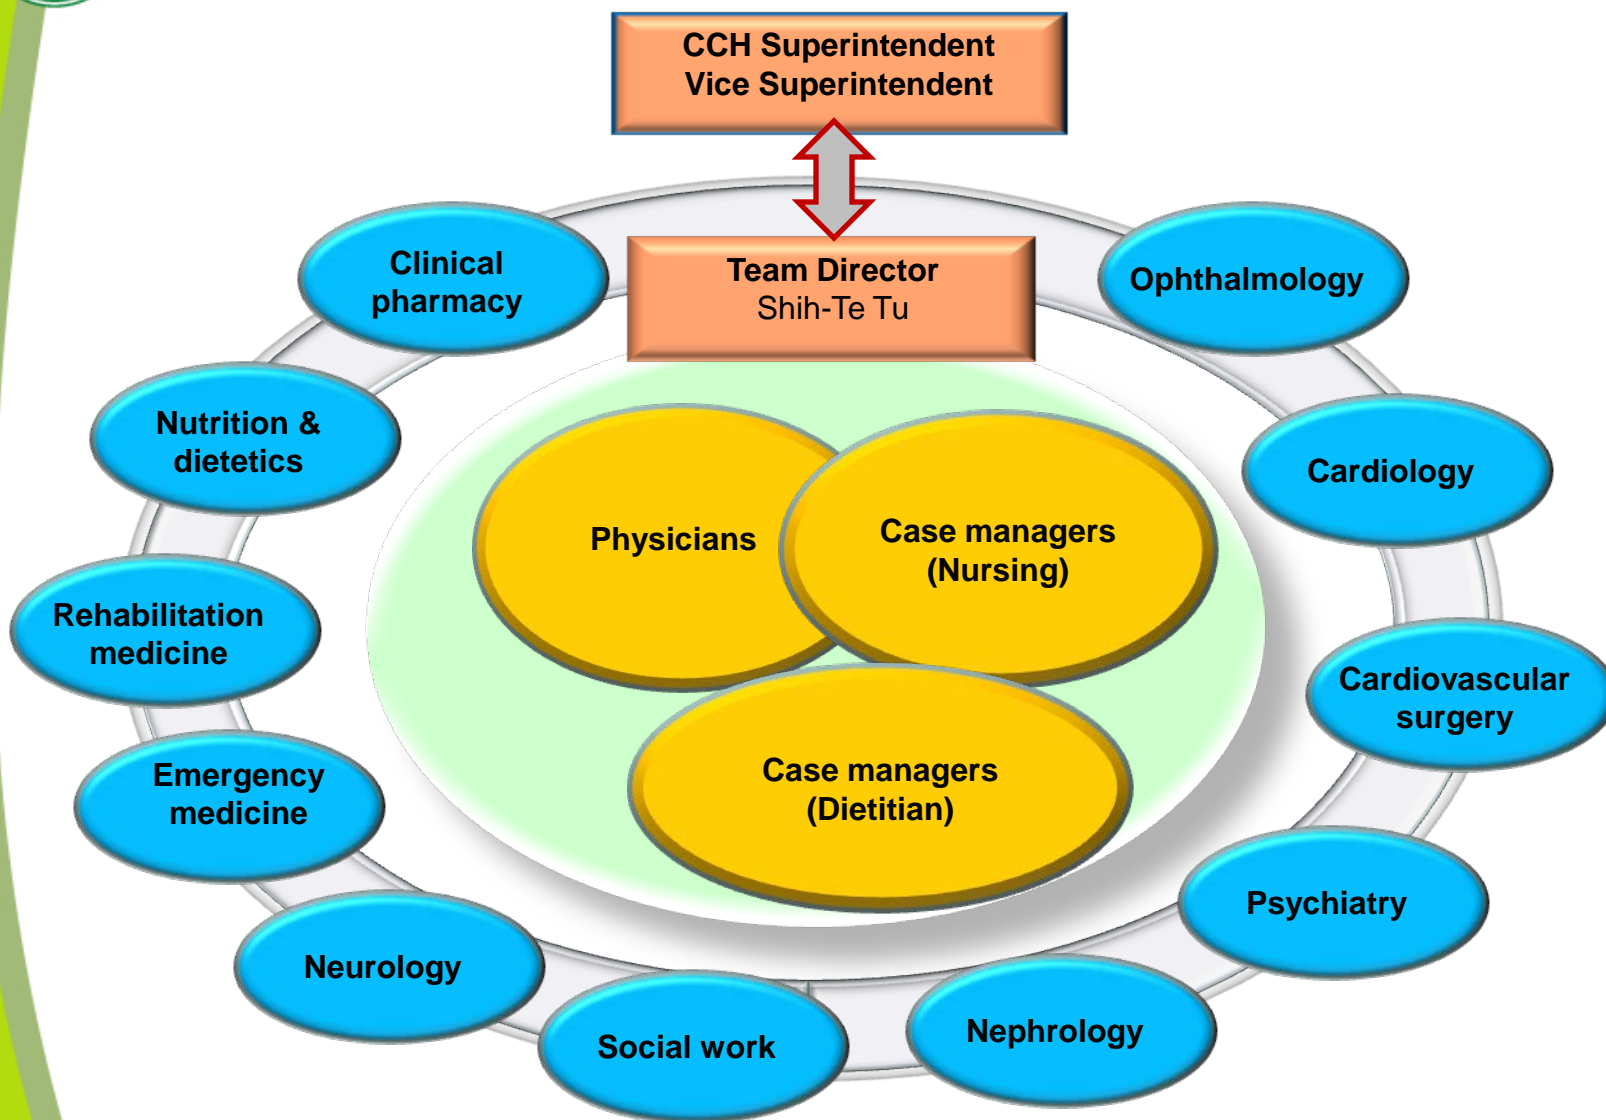 CCH Superintendent
Vice Superintendent
Team Director
Shih-Te Tu
Clinical
pharmacy
Ophthalmology
Nutrition &
dietetics
Cardiology
Physicians
Case managers
(Nursing)
Rehabilitation
medicine
Cardiovascular
surgery
Emergency
medicine
Case managers
(Dietitian)
Psychiatry
Neurology
Social work
Nephrology